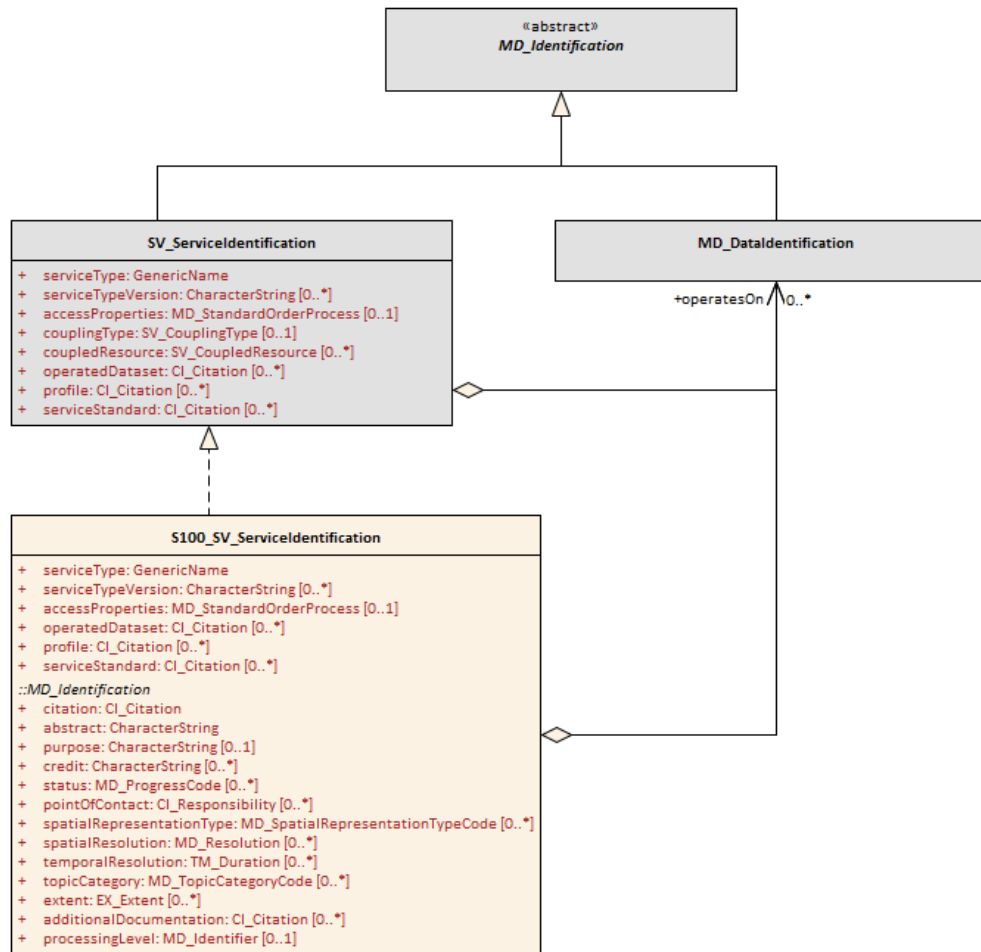 «abstract»
MD_Identification
SV_ServiceIdentification
+ serviceType: GenericName
+ serviceTypeVersion: CharacterString [0..*]
+ accessProperties: MD_StandardOrderProcess [0..1]
+ couplingType: SV_CouplingType [0..1]
+ coupledResource: SV_CoupledResource [0..*]
+ operatedDataset: CI_Citation [0..*]
+ profile: CI_Citation [0..*]
+ serviceStandard: CI_Citation [0..*]
MD_DataIdentification
+operatesOn 0..*
S100_SV_ServiceIdentification
+ serviceType: GenericName
+ serviceTypeVersion: CharacterString [0..*]
+ accessProperties: MD_StandardOrderProcess [0..1]
+ operatedDataset: CI_Citation [0..*]
+ profile: CI_Citation [0..*]
+ serviceStandard: CI_Citation [0..*]
::MD_Identification
+ citation: CI_Citation
+ abstract: CharacterString
+ purpose: CharacterString [0..1]
+ credit: CharacterString [0..*]
+ status: MD_ProgressCode [0..*]
+ pointOfContact: CI_Responsibility [0..*]
+ spatialRepresentationType: MD_SpatialRepresentationTypeCode [0..*]
+ spatialResolution: MD_Resolution [0..*]
+ temporalResolution: TM_Duration [0..*]
+ topicCategory: MD_TopicCategoryCode [0..*]
+ extent: EX_Extent [0..*]
+ additionalDocumentation: CI_Citation [0..*]
+ processingLevel: MD_Identifier [0..1]